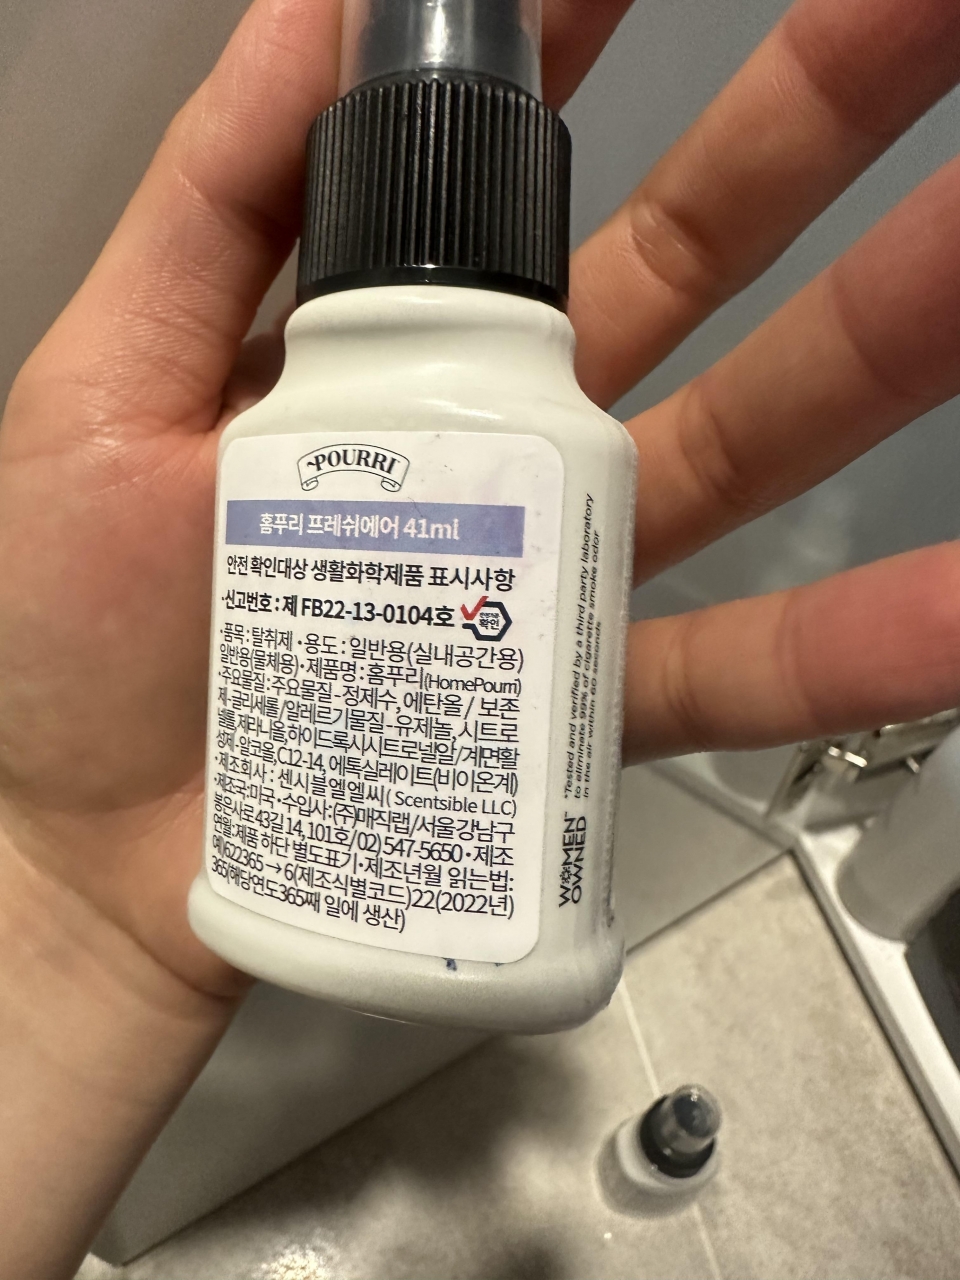 ~POURRI
홈푸리 프레쉬에어 41ml
안전 확인대상 생활화학제품 표시사항
·신고번호 : 제 FB22-13-0104호
확인
·품목 : 탈취제 ·용도 : 일반용(실내공간용)
일반용(물체용)·제품명 : 홈푸리(HomePourri)
·주요물질 : 주요물질 - 정제수, 에탄올 / 보존
제-글리세롤/알레트기물질-유제놀,시트로
넬롤,제라니올,하이드록시시트로넬알/계면활
성제-알코올,C12-14, 에톡실레이트(비이온계)
·제조회사 : 센시블엘엘씨( Scentsible LLC)
·제조국:미국·수입사:(주)매직랩/서울강남구
봉은사로 43길 14, 101호/ 02) 547-5650 ·제조
연월:제품 하단 별도표기·제조년월 읽는법:
예)622365 → 6(제조식별코드)22(2022년)
365(해당연도365째 일에 생산)
*Tested and verified by a third party laboratory
to eliminate 99% of cigarette smoke odor
in the air within 60 seconds
WOMEN
OWNED